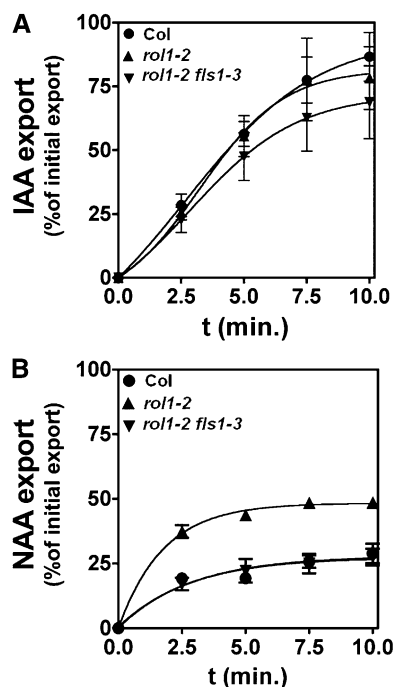 A
100
75
50
25
0
IAA export
(%of initial export)
Col
rol1-2
rol1-2 fls1-3
0.0 2.5 5.0 7.5 10.0
t (min.)
B
100
75
50
25
0
NAA export
(%of initial export)
Col
rol1-2
rol1-2 fls1-3
0.0 2.5 5.0 7.5 10.0
t (min.)